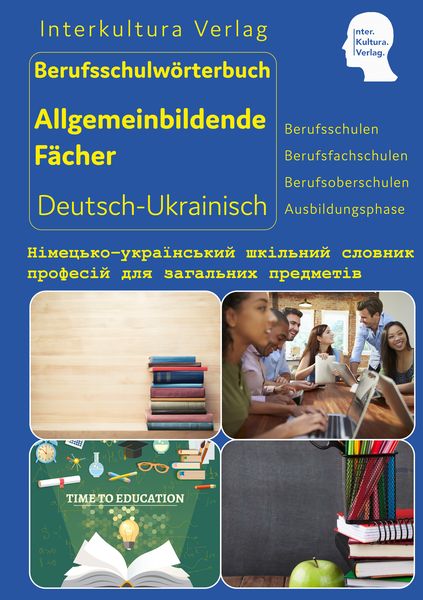 Interkultura Verlag
nter.
Kultura.
Verlag.
Berufsschulwörterbuch
Allgemeinbildende
Fächer
Deutsch-Ukrainisch
Berufsschulen
Berufsfachschulen
Berufsoberschulen
Ausbildungsphase
Німецько-український шкільний словник
професій для загальних предметів
TIME TO EDUCATION